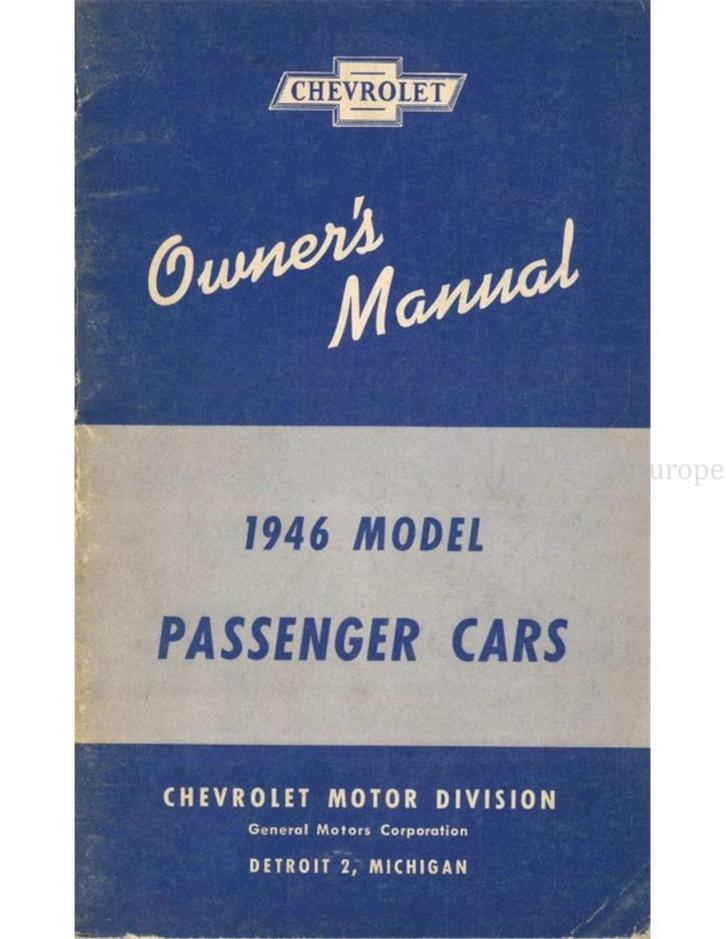 CHEVROLET
Owner's
Manual
urope
1946 MODEL
PASSENGER CARS
CHEVROLET MOTOR DIVISION
General Motors Corporation
DETROIT 2, MICHIGAN